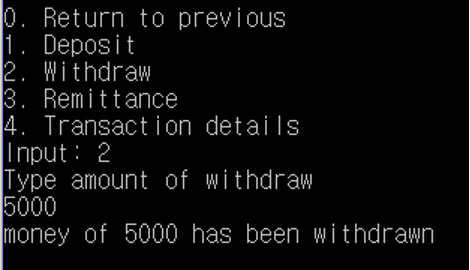 0. Return to previous
1. Deposit
2. Withdraw
3. Remittance
4. Transaction details
Input: 2
Type amount of withdraw
5000
money of 5000 has been withdrawn